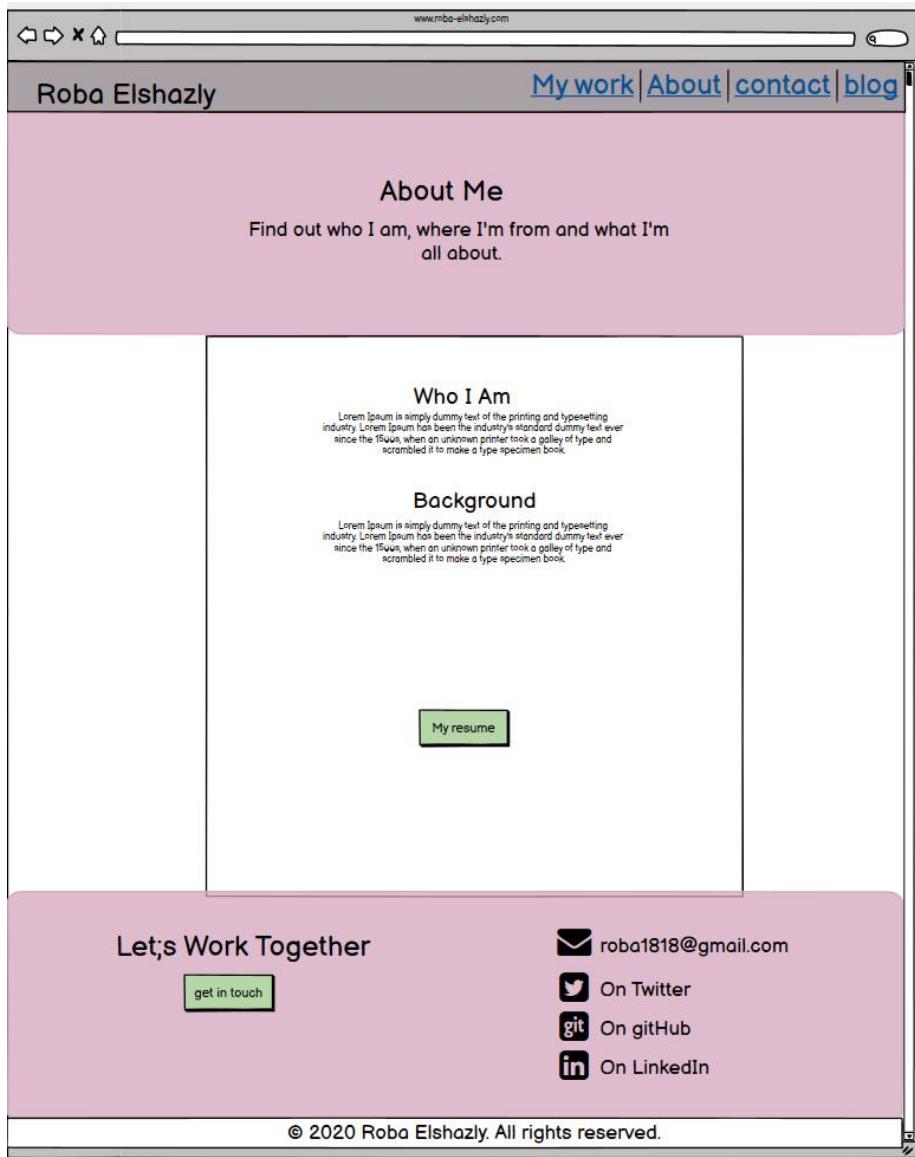 www.roba-elshazly.com
Roba Elshazly
My work About contact blog
About Me
Find out who I am, where I'm from and what I'm
all about.
Who I Am
Lorem Ipsum is simply dummy text of the printing and typesetting
industry. Lorem Ipsum has been the industry's standard dummy text ever
since the 1500s, when an unknown printer took a galley of type and
scrambled it to make a type specimen book.
Background
Lorem Ipsum is simply dummy text of the printing and typesetting
industry. Lorem Ipsum has been the industry's standard dummy text ever
since the 1500s, when an unknown printer took a galley of type and
scrambled it to make a type specimen book.
My resume
Let;s Work Together
get in touch
roba1818@gmail.com
On Twitter
git On gitHub
in On LinkedIn
© 2020 Roba Elshazly. All rights reserved.